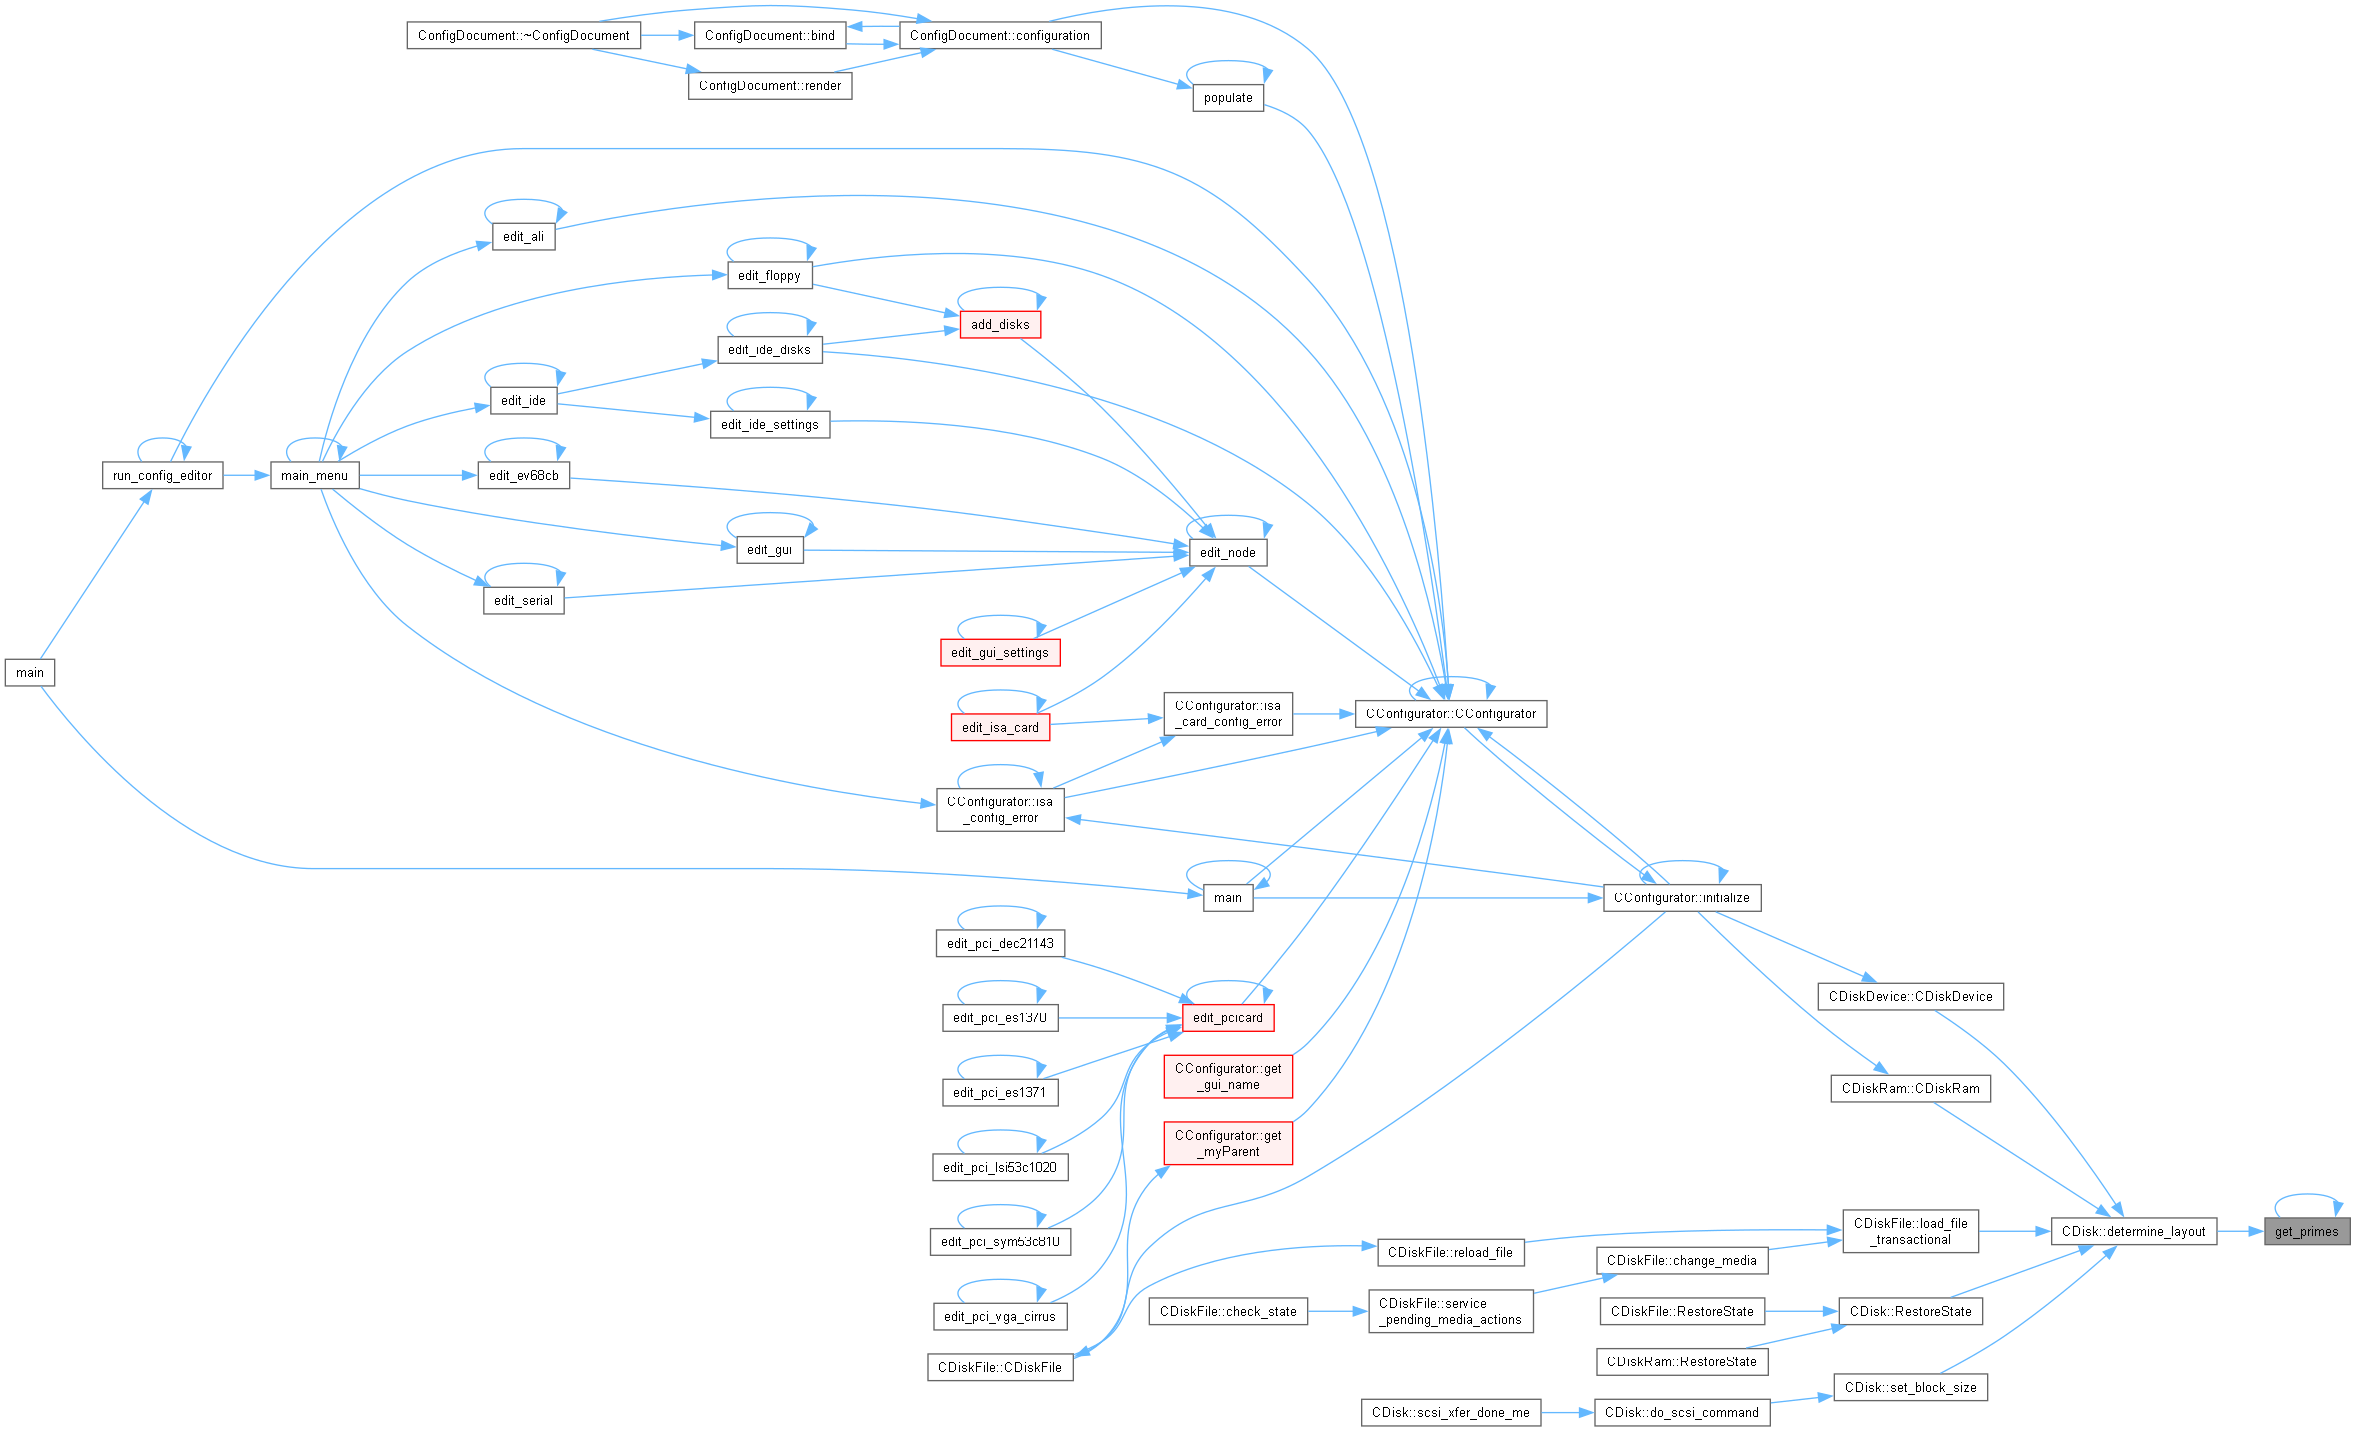 ConfigDocument::~ConfigDocument
ConfigDocument::bind
ConfigDocument::configuration
ConfigDocument::render
populate
edit_ali
edit_floppy
add_disks
edit_ide_disks
edit_ide
edit_ide_settings
run_config_editor
main_menu
edit_ev68cb
edit_gui
edit_node
edit_serial
edit_gui_settings
main
edit_isa_card
CConfigurator::isa
_card_config_error
CConfigurator::CConfigurator
CConfigurator::isa
_config_error
main
CConfigurator::initialize
edit_pci_dec21143
CDiskDevice::CDiskDevice
edit_pci_es1370
edit_pcicard
edit_pci_es1371
CConfigurator::get
_gui_name
CDiskRam::CDiskRam
CConfigurator::get
_myParent
edit_pci_lsi53c1020
edit_pci_sym53c810
CDiskFile::load_file
_transactional
CDisk::determine_layout
get_primes
CDiskFile::reload_file
CDiskFile::change_media
edit_pci_vga_cirrus
CDiskFile::check_state
CDiskFile::service
_pending_media_actions
CDiskFile::RestoreState
CDisk::RestoreState
CDiskFile::CDiskFile
CDiskRam::RestoreState
CDisk::set_block_size
CDisk::scsi_xfer_done_me
CDisk::do_scsi_command